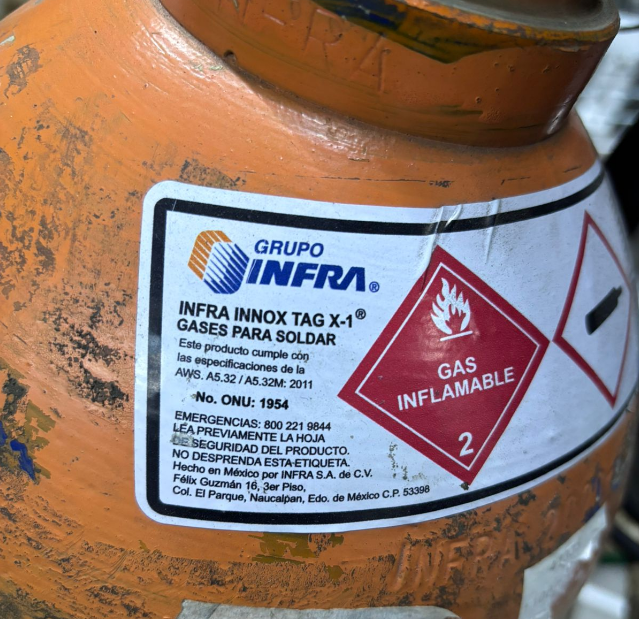 INFRA
GRUPO
INFRA®
INFRA INNOX TAG X-1®
GASES PARA SOLDAR
Este producto cumple con
las especificaciones de la
AWS. A5.32 / A5.32M: 2011
No. ONU: 1954
EMERGENCIAS: 800 221 9844
LEA PREVIAMENTE LA HOJA
DE SEGURIDAD DEL PRODUCTO.
NO DESPRENDA ESTA ETIQUETA.
Hecho en México por INFRA S.A. de C.V.
Félix Guzmán 16, 3er Piso,
Col. El Parque, Naucalpan, Edo. de México C.P. 53398
GAS
INFLAMABLE
2
INFRA